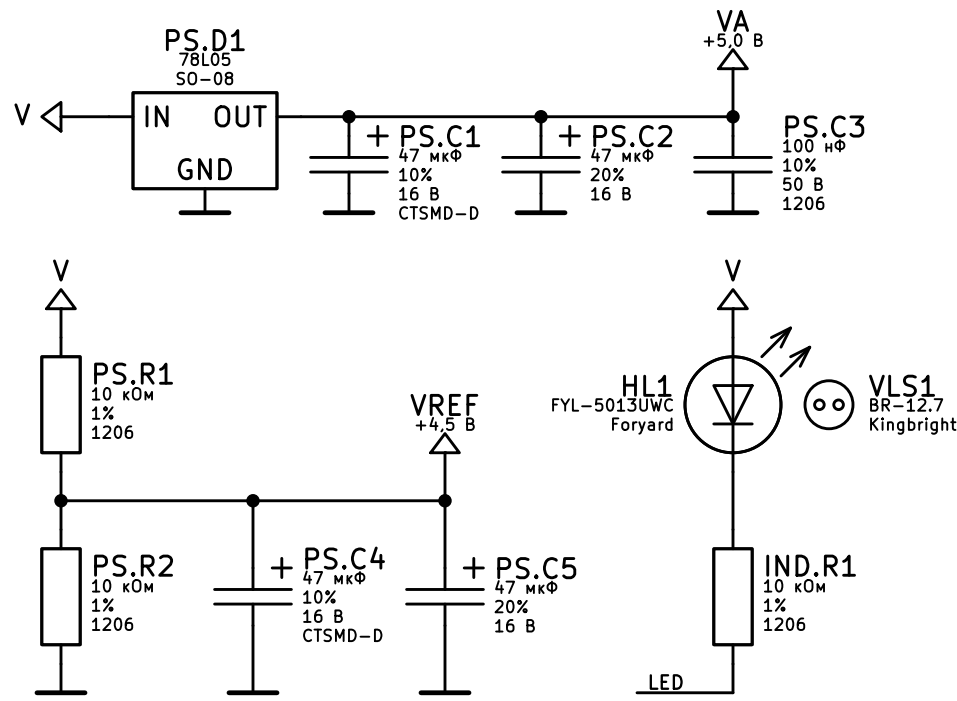 PS.D1
78L05
SO-08
V
IN
OUT
GND
VA
+5,0 В
+
PS.C1
47 мкФ
10%
16 В
CTSMD-D
+
PS.C2
47 мкФ
20%
16 В
PS.C3
100 нФ
10%
50 В
1206
V
PS.R1
10 кОм
1%
1206
VREF
+4,5 В
PS.R2
10 кОм
1%
1206
+
PS.C4
47 мкФ
10%
16 В
CTSMD-D
+
PS.C5
47 мкФ
20%
16 В
V
HL1
FYL-5013UWC
Foryard
VLS1
BR-12.7
Kingbright
IND.R1
10 кОм
1%
1206
LED